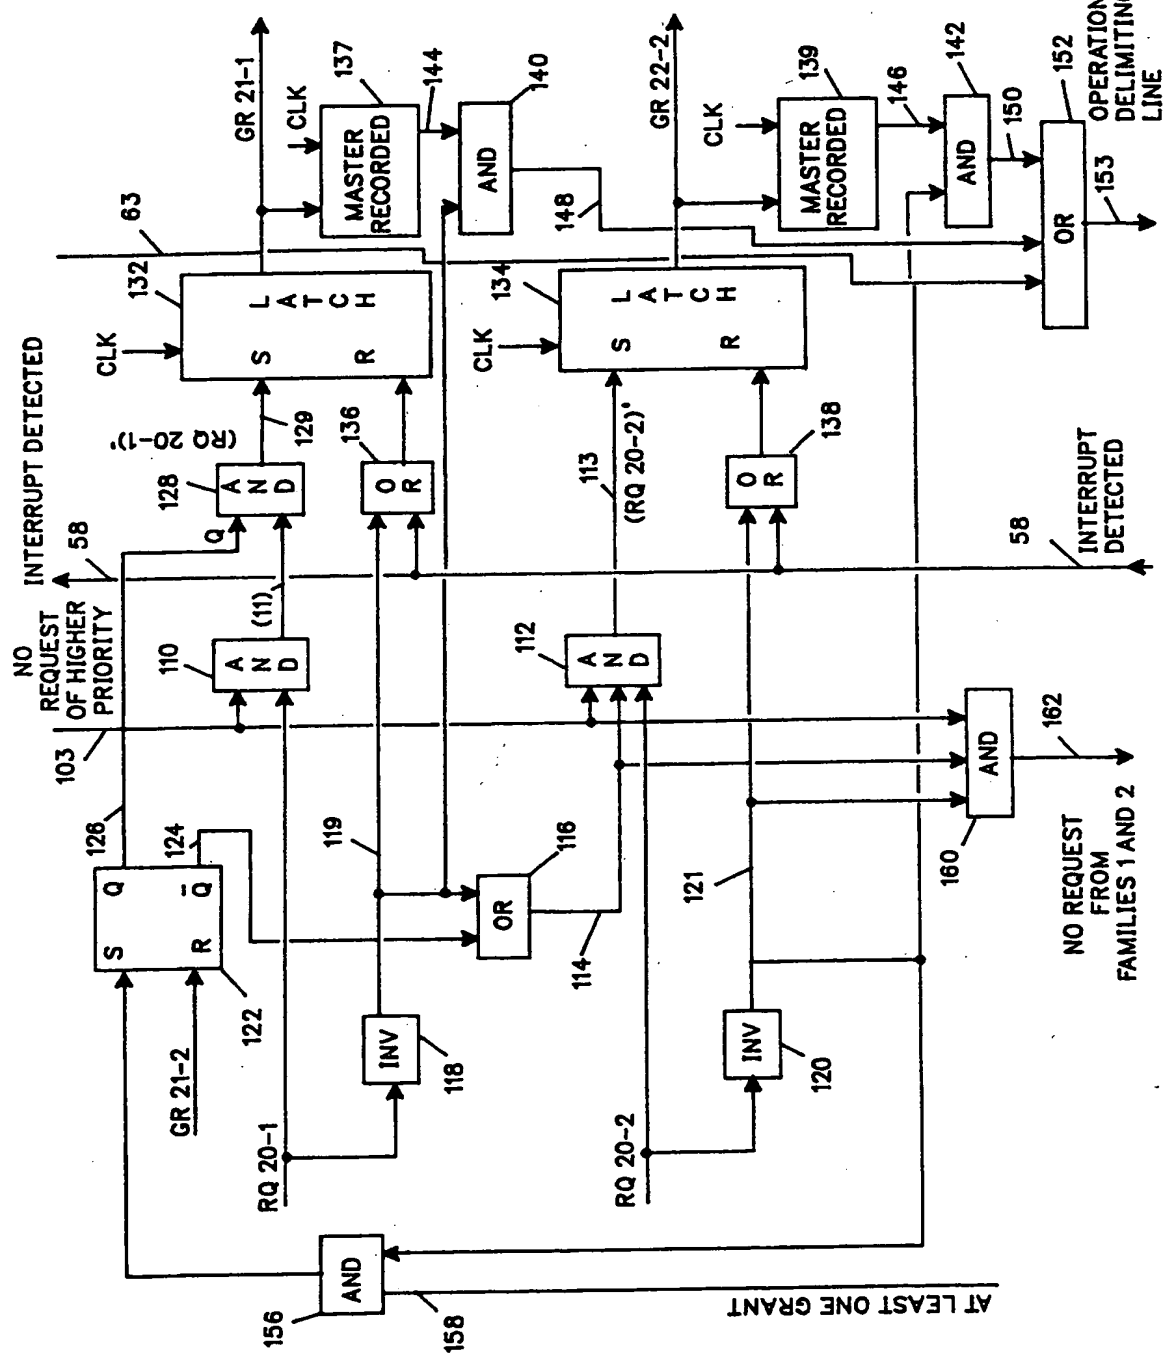 NO
REQUEST
OF HIGHER
PRIORITY
INTERRUPT DETECTED
103
126
58
Q
128
AND
129
(RQ 20-1)'
CLK
132
63
GR 21-1
CLK
137
MASTER
RECORDED
144
140
AND
S
R
LATCH
110
AND
(11)
136
OR
S
Q
R
Q̄
124
122
GR 21-2
119
RQ 20-1
INV
118
OR
116
114
112
AND
113
(RQ 20-2)'
CLK
134
S
R
LATCH
148
GR 22-2
CLK
139
MASTER
RECORDED
146
142
AND
150
152
OR
153
OPERATION
DELIMITING
LINE
138
OR
58
INTERRUPT
DETECTED
121
RQ 20-2
INV
120
160
AND
162
NO REQUEST
FROM
FAMILIES 1 AND 2
156
AND
158
AT LEAST ONE GRANT